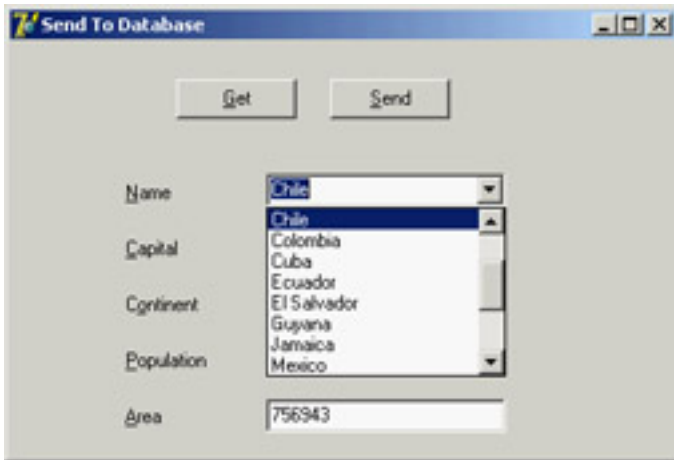 Send To Database
Get Send
Name Chile
Chile
Capital
Colombia
Cuba
Ecuador
Continent
El Salvador
Guyana
Jamaica
Population
Mexico
Area 756943